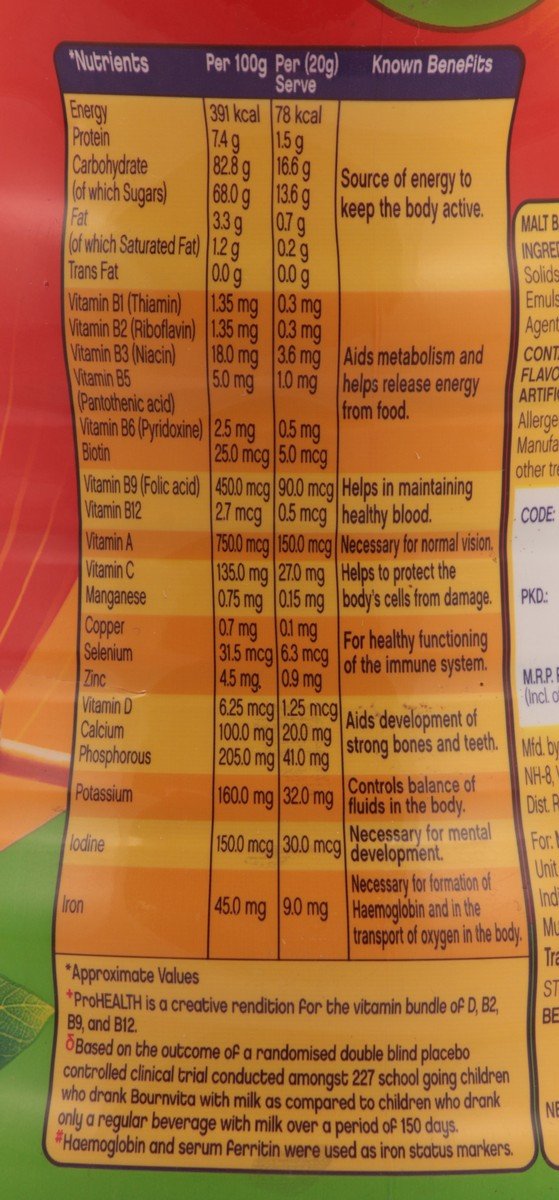 *Nutrients Per 100g Per (20g) Serve Known Benefits
Energy 391 kcal 78 kcal
Protein 7.4 g 1.5 g
Carbohydrate 82.8 g 16.6 g
(of which Sugars) 68.0 g 13.6 g
Fat 3.3 g 0.7 g
(of which Saturated Fat) 1.2 g 0.2 g
Trans Fat 0.0 g 0.0 g
Source of energy to
keep the body active.
Vitamin B1 (Thiamin) 1.35 mg 0.3 mg
Vitamin B2 (Riboflavin) 1.35 mg 0.3 mg
Vitamin B3 (Niacin) 18.0 mg 3.6 mg
Vitamin B5 5.0 mg 1.0 mg
(Pantothenic acid)
Vitamin B6 (Pyridoxine) 2.5 mg 0.5 mg
Biotin 25.0 mcg 5.0 mcg
Aids metabolism and
helps release energy
from food.
Vitamin B9 (Folic acid) 450.0 mcg 90.0 mcg
Vitamin B12 2.7 mcg 0.5 mcg
Helps in maintaining
healthy blood.
Vitamin A 750.0 mcg 150.0 mcg Necessary for normal vision.
Vitamin C 135.0 mg 27.0 mg
Manganese 0.75 mg 0.15 mg
Helps to protect the
body's cells from damage.
Copper 0.7 mg 0.1 mg
Selenium 31.5 mcg 6.3 mcg
Zinc 4.5 mg. 0.9 mg
For healthy functioning
of the immune system.
Vitamin D 6.25 mcg 1.25 mcg
Calcium 100.0 mg 20.0 mg
Phosphorous 205.0 mg 41.0 mg
Aids development of
strong bones and teeth.
Potassium 160.0 mg 32.0 mg
Controls balance of
fluids in the body.
Iodine 150.0 mcg 30.0 mcg
Necessary for mental
development.
Iron 45.0 mg 9.0 mg
Necessary for formation of
Haemoglobin and in the
transport of oxygen in the body.
*Approximate Values
+ProHEALTH is a creative rendition for the vitamin bundle of D, B2,
B9, and B12.
δBased on the outcome of a randomised double blind placebo
controlled clinical trial conducted amongst 227 school going children
who drank Bournvita with milk as compared to children who drank
only a regular beverage with milk over a period of 150 days.
#Haemoglobin and serum ferritin were used as iron status markers.
MALT B
INGRE
Solids
Emuls
Agent
CONT
FLAVO
ARTIFI
Allerge
Manufa
other tre
CODE:
PKD.:
M.R.P.
(Incl. o
Mfd. by
NH-8,
Dist. R
For:
Unit
Ind
Mu
Tra
ST
BE
NE